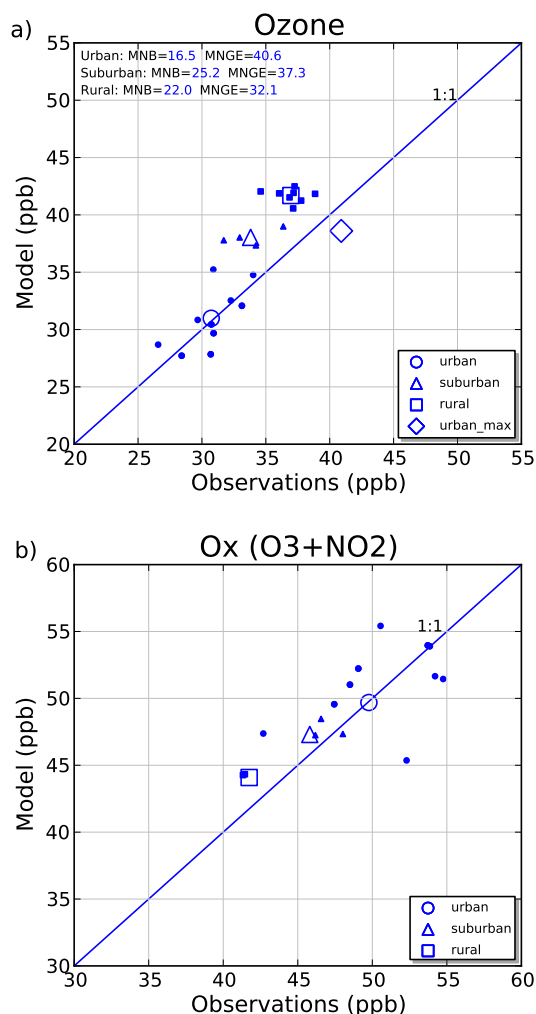 a)
Ozone
Urban: MNB=16.5 MNGE=40.6
Suburban: MNB=25.2 MNGE=37.3
Rural: MNB=22.0 MNGE=32.1
1:1
55
50
45
40
35
30
25
20
Model (ppb)
urban
suburban
rural
urban_max
20 25 30 35 40 45 50 55
Observations (ppb)
b)
Ox (O3+NO2)
1:1
60
55
50
45
40
35
30
Model (ppb)
urban
suburban
rural
30 35 40 45 50 55 60
Observations (ppb)